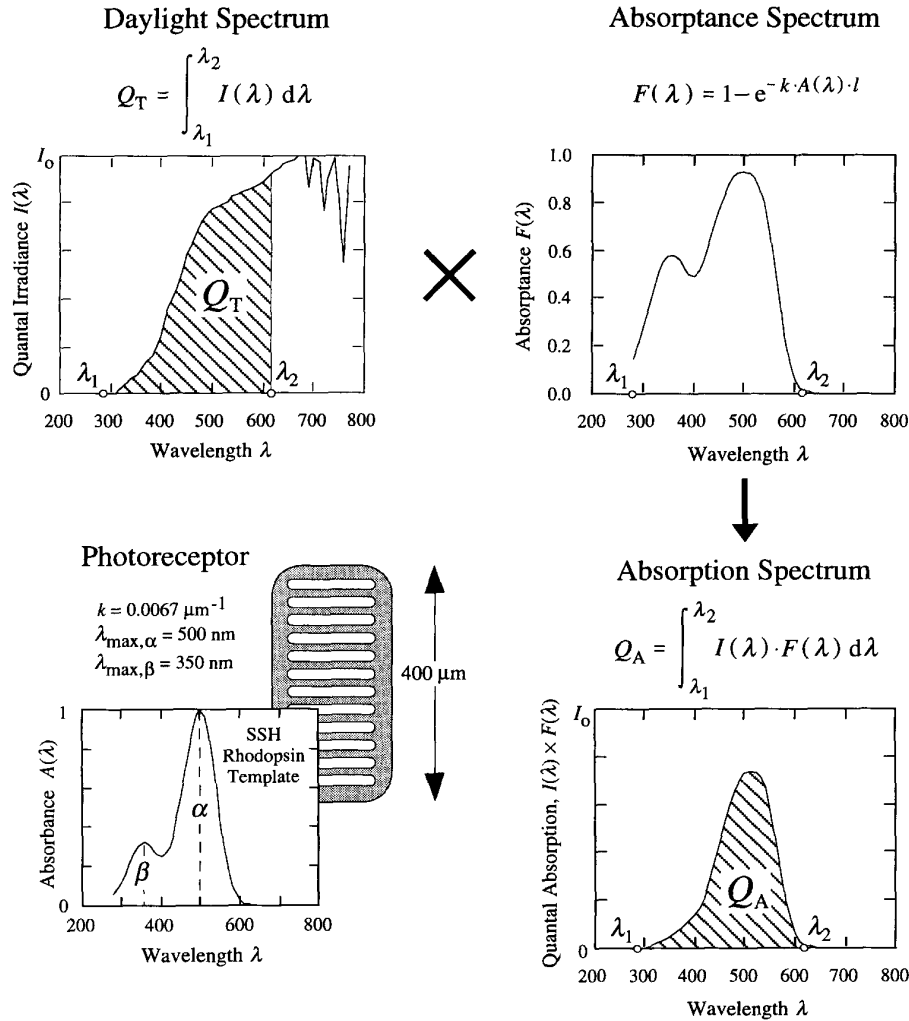 Daylight Spectrum
Q_T = ∫_{λ1}^{λ2} I(λ) dλ
I_o
Quantal Irradiance I(λ)
Q_T
λ1
λ2
0
200 300 400 500 600 700 800
Wavelength λ
Absorptance Spectrum
F(λ) = 1−e^{−k·A(λ)·l}
1.0
0.8
0.6
0.4
0.2
0.0
Absorptance F(λ)
λ1
λ2
200 300 400 500 600 700 800
Wavelength λ
Photoreceptor
k = 0.0067 µm-1
λmax,α = 500 nm
λmax,β = 350 nm
400 µm
1
SSH
Rhodopsin
Template
Absorbance A(λ)
α
β
0
200 400 600 800
Wavelength λ
Absorption Spectrum
Q_A = ∫_{λ1}^{λ2} I(λ)·F(λ) dλ
I_o
Quantal Absorption, I(λ) × F(λ)
Q_A
λ1
λ2
0
200 300 400 500 600 700 800
Wavelength λ